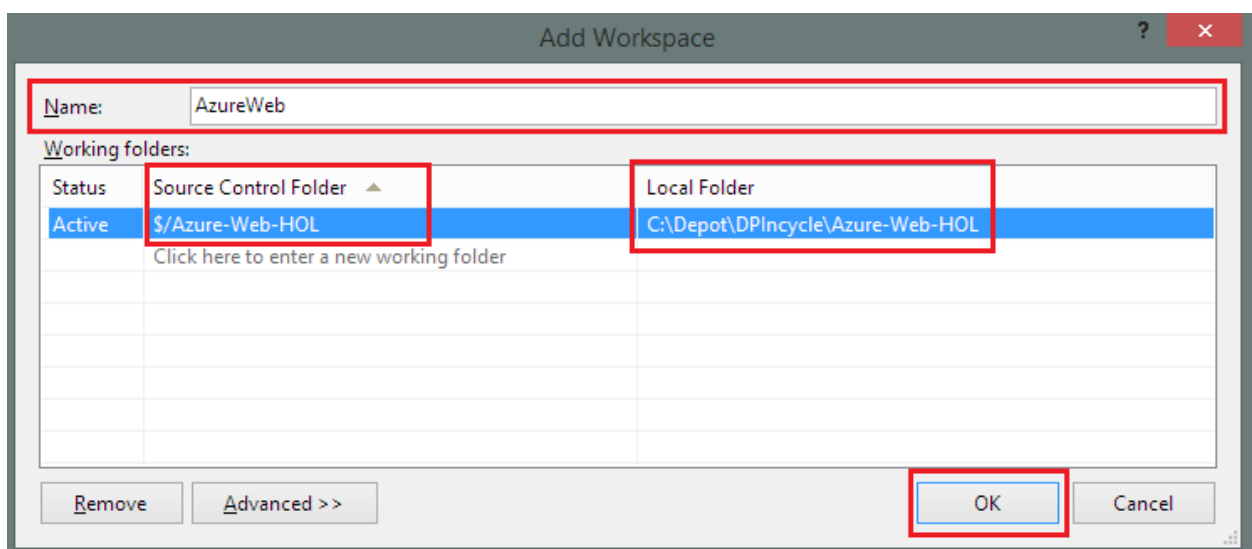 Add Workspace
?
Name: AzureWeb
Working folders:
Status Source Control Folder Local Folder
Active $/Azure-Web-HOL C:\Depot\DPIncycle\Azure-Web-HOL
Click here to enter a new working folder
Remove Advanced >> OK Cancel